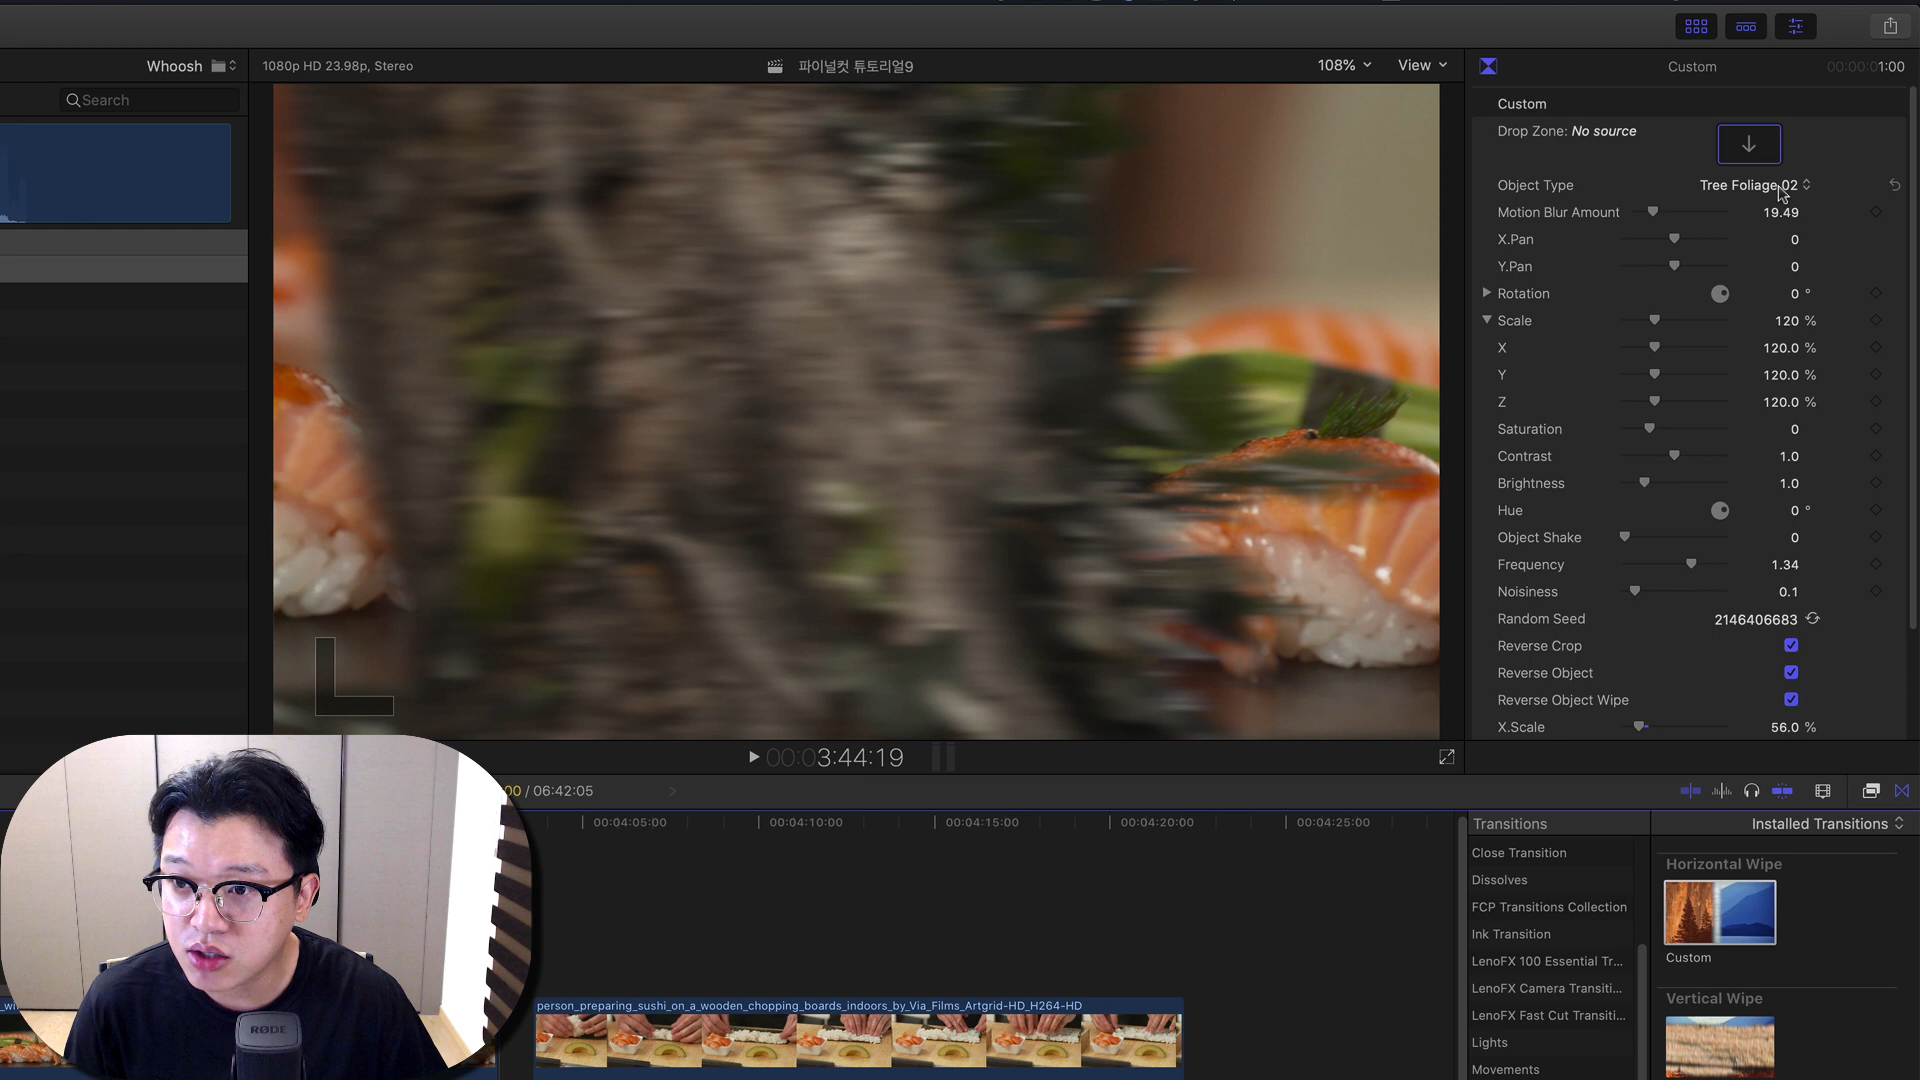 Whoosh
1080p HD 23.98p, Stereo
파이널컷 튜토리얼9
108%
View
Custom
00:00:01:00
Search
Custom
Drop Zone: No source
Object Type
Tree Foliage 02
Motion Blur Amount
19.49
X.Pan
0
Y.Pan
0
Rotation
0 °
Scale
120 %
X
120.0 %
Y
120.0 %
Z
120.0 %
Saturation
0
Contrast
1.0
Brightness
1.0
Hue
0 °
Object Shake
0
Frequency
1.34
Noisiness
0.1
Random Seed
2146406683
Reverse Crop
Reverse Object
Reverse Object Wipe
X.Scale
56.0 %
00:03:44:19
00 / 06:42:05
00:04:05:00
00:04:10:00
00:04:15:00
00:04:20:00
00:04:25:00
Transitions
Installed Transitions
Close Transition
Dissolves
FCP Transitions Collection
Ink Transition
LenoFX 100 Essential Tr...
LenoFX Camera Transiti...
LenoFX Fast Cut Transiti...
Lights
Movements
Horizontal Wipe
Custom
Vertical Wipe
person_preparing_sushi_on_a_wooden_chopping_boards_indoors_by_Via_Films_Artgrid-HD_H264-HD
RØDE